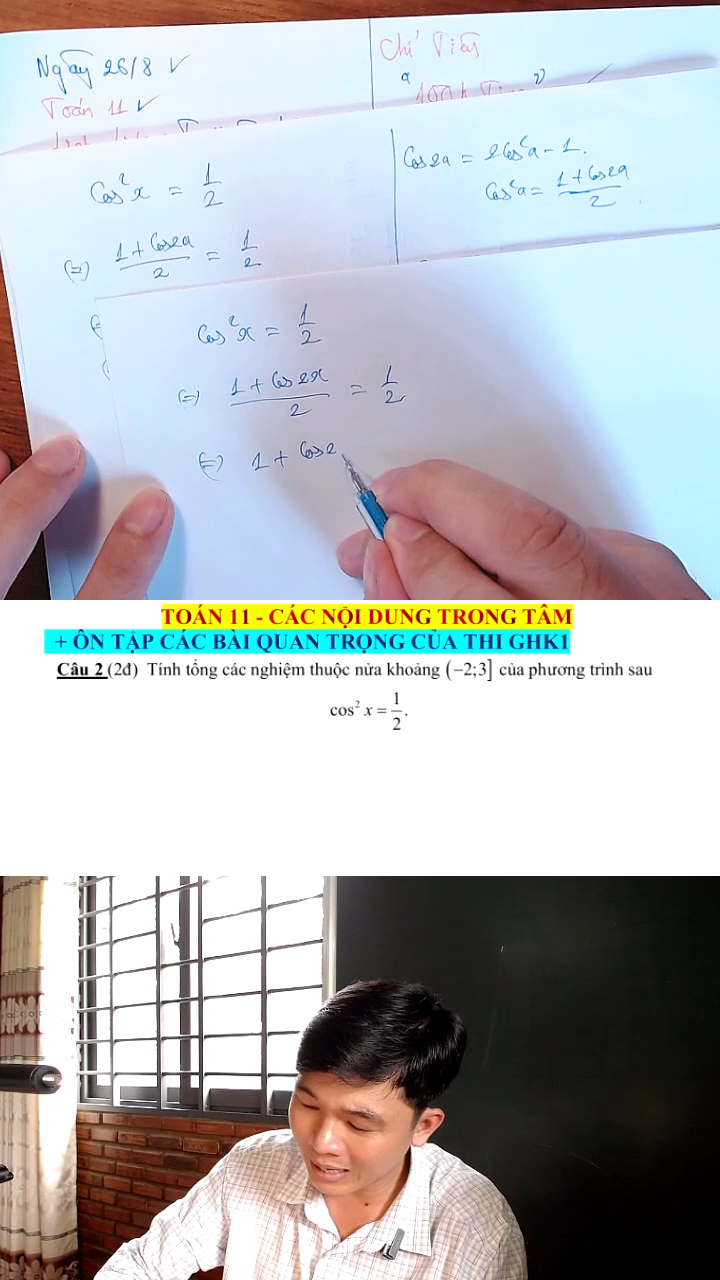 Ngày 26/8 ✓
Toán 11 ✓
Chí Tiến
cos²x = 1/2
(=) (1 + cos2a)/2 = 1/2
cos2a = 2cos²a - 1.
cos²a = (1 + cos2a)/2
cos²x = 1/2
(=) (1 + cos2x)/2 = 1/2
(=) 1 + cos2
TOÁN 11 - CÁC NỘI DUNG TRONG TÂM
+ ÔN TẬP CÁC BÀI QUAN TRỌNG CỦA THI GHK1
Câu 2 (2đ) Tính tổng các nghiệm thuộc nửa khoảng (−2;3] của phương trình sau
cos² x = 1/2.